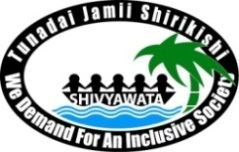 Tunadai Jamii Shirikishi
SHIVYAWATA
We Demand For An Inclusive Society